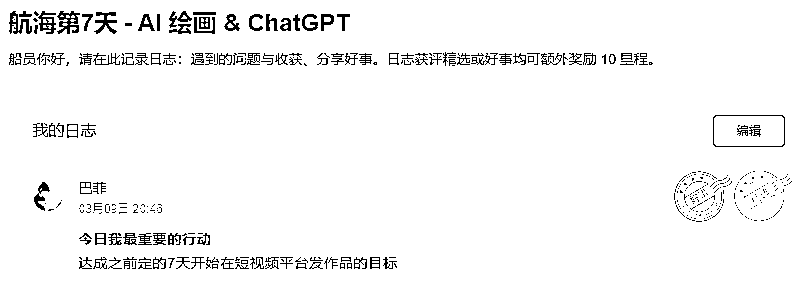 航海第7天 - AI 绘画 & ChatGPT
船员你好，请在此记录日志：遇到的问题与收获、分享好事。日志获评精选或好事均可额外奖励 10 里程。
我的日志
编辑
巴菲
03月09日 20:46
今日我最重要的行动
达成之前定的7天开始在短视频平台发作品的目标